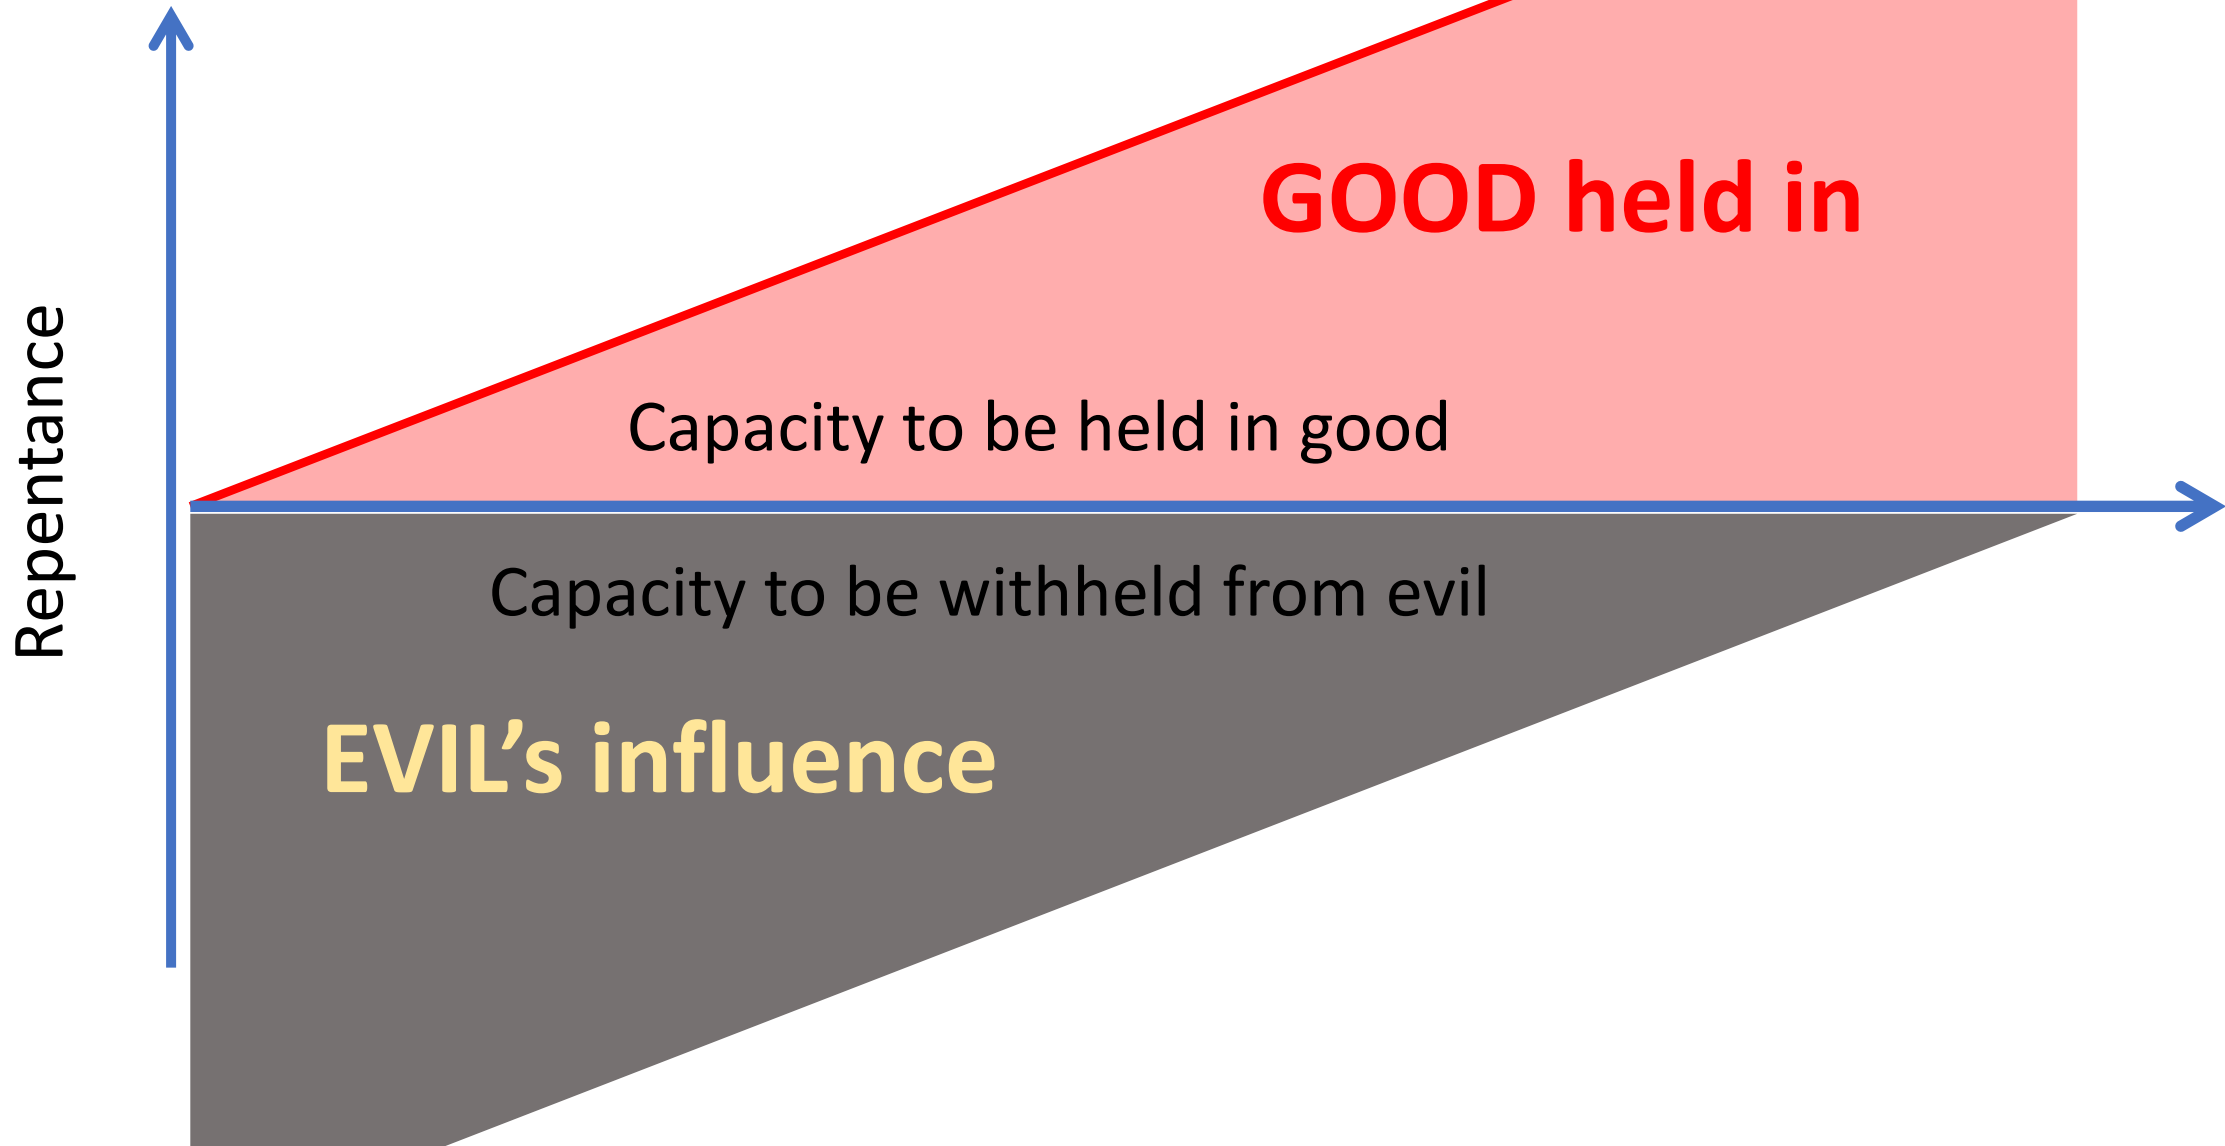 GOOD held in
Capacity to be held in good
Repentance
Capacity to be withheld from evil
EVIL’s influence